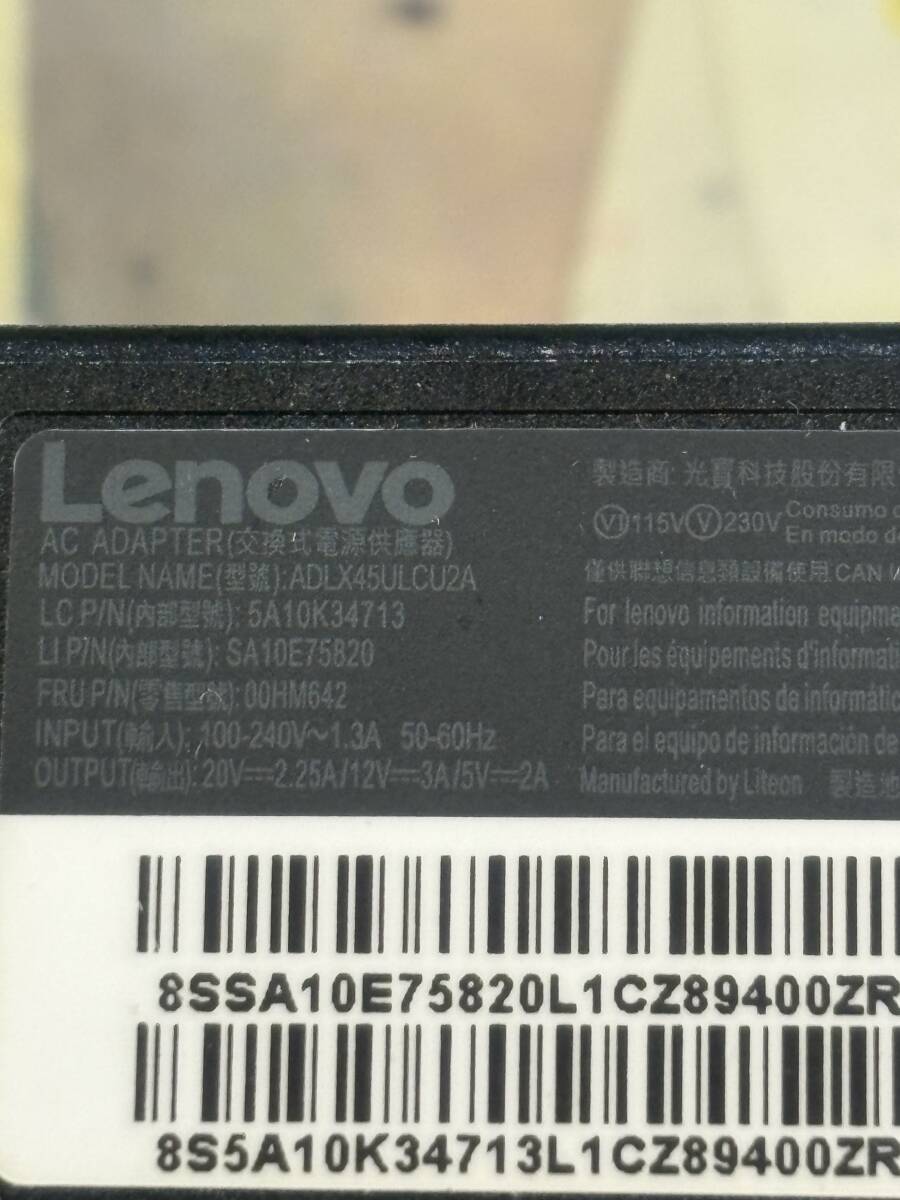 Lenovo
AC ADAPTER(交換式電源供應器)
MODEL NAME(型號):ADLX45ULCU2A
LC P/N(內部型號): 5A10K34713
LI P/N(內部型號): SA10E75820
FRU P/N(零售型號): 00HM642
INPUT(輸入): 100-240V~1.3A 50-60Hz
OUTPUT(輸出): 20V⎓2.25A/12V⎓3A/5V⎓2A
製造商: 光寶科技股份有限
VI 115V V 230V Consumo
En modo
僅供聯想信息類設備使用 CAN
For lenovo information equipme
Pour les équipements d'informat
Para equipamentos de informátic
Para el equipo de información de
Manufactured by Liteon 製造
8SSA10E75820L1CZ89400ZR
8S5A10K34713L1CZ89400ZR